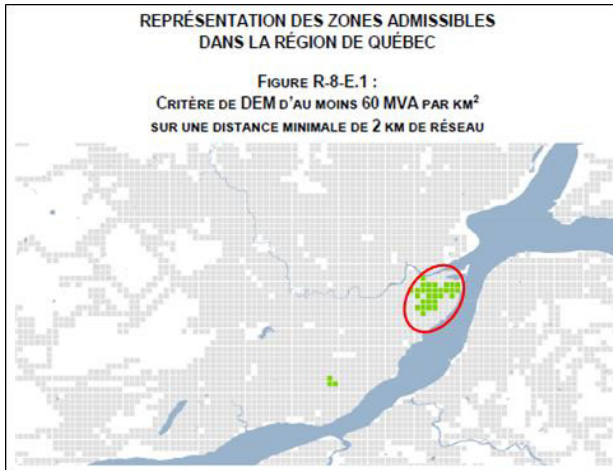 REPRÉSENTATION DES ZONES ADMISSIBLES
DANS LA RÉGION DE QUÉBEC
FIGURE R-8-E.1 :
CRITÈRE DE DEM D'AU MOINS 60 MVA PAR KM²
SUR UNE DISTANCE MINIMALE DE 2 KM DE RÉSEAU